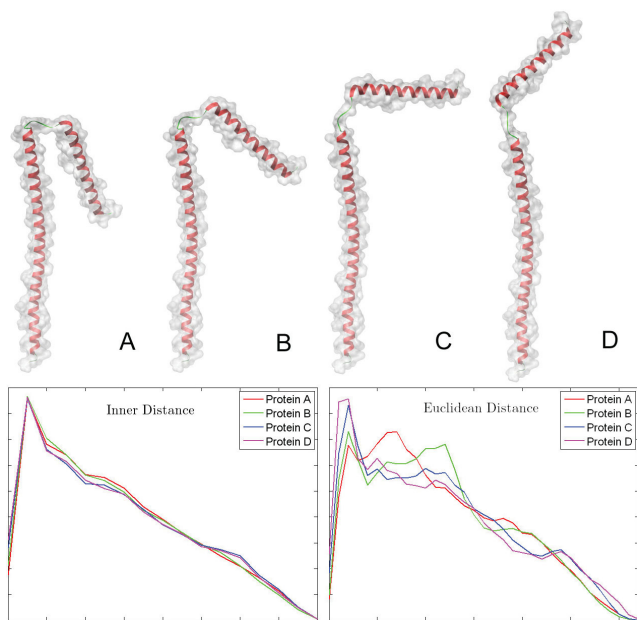 A
B
C
D
Inner Distance
Protein A
Protein B
Protein C
Protein D
Euclidean Distance
Protein A
Protein B
Protein C
Protein D